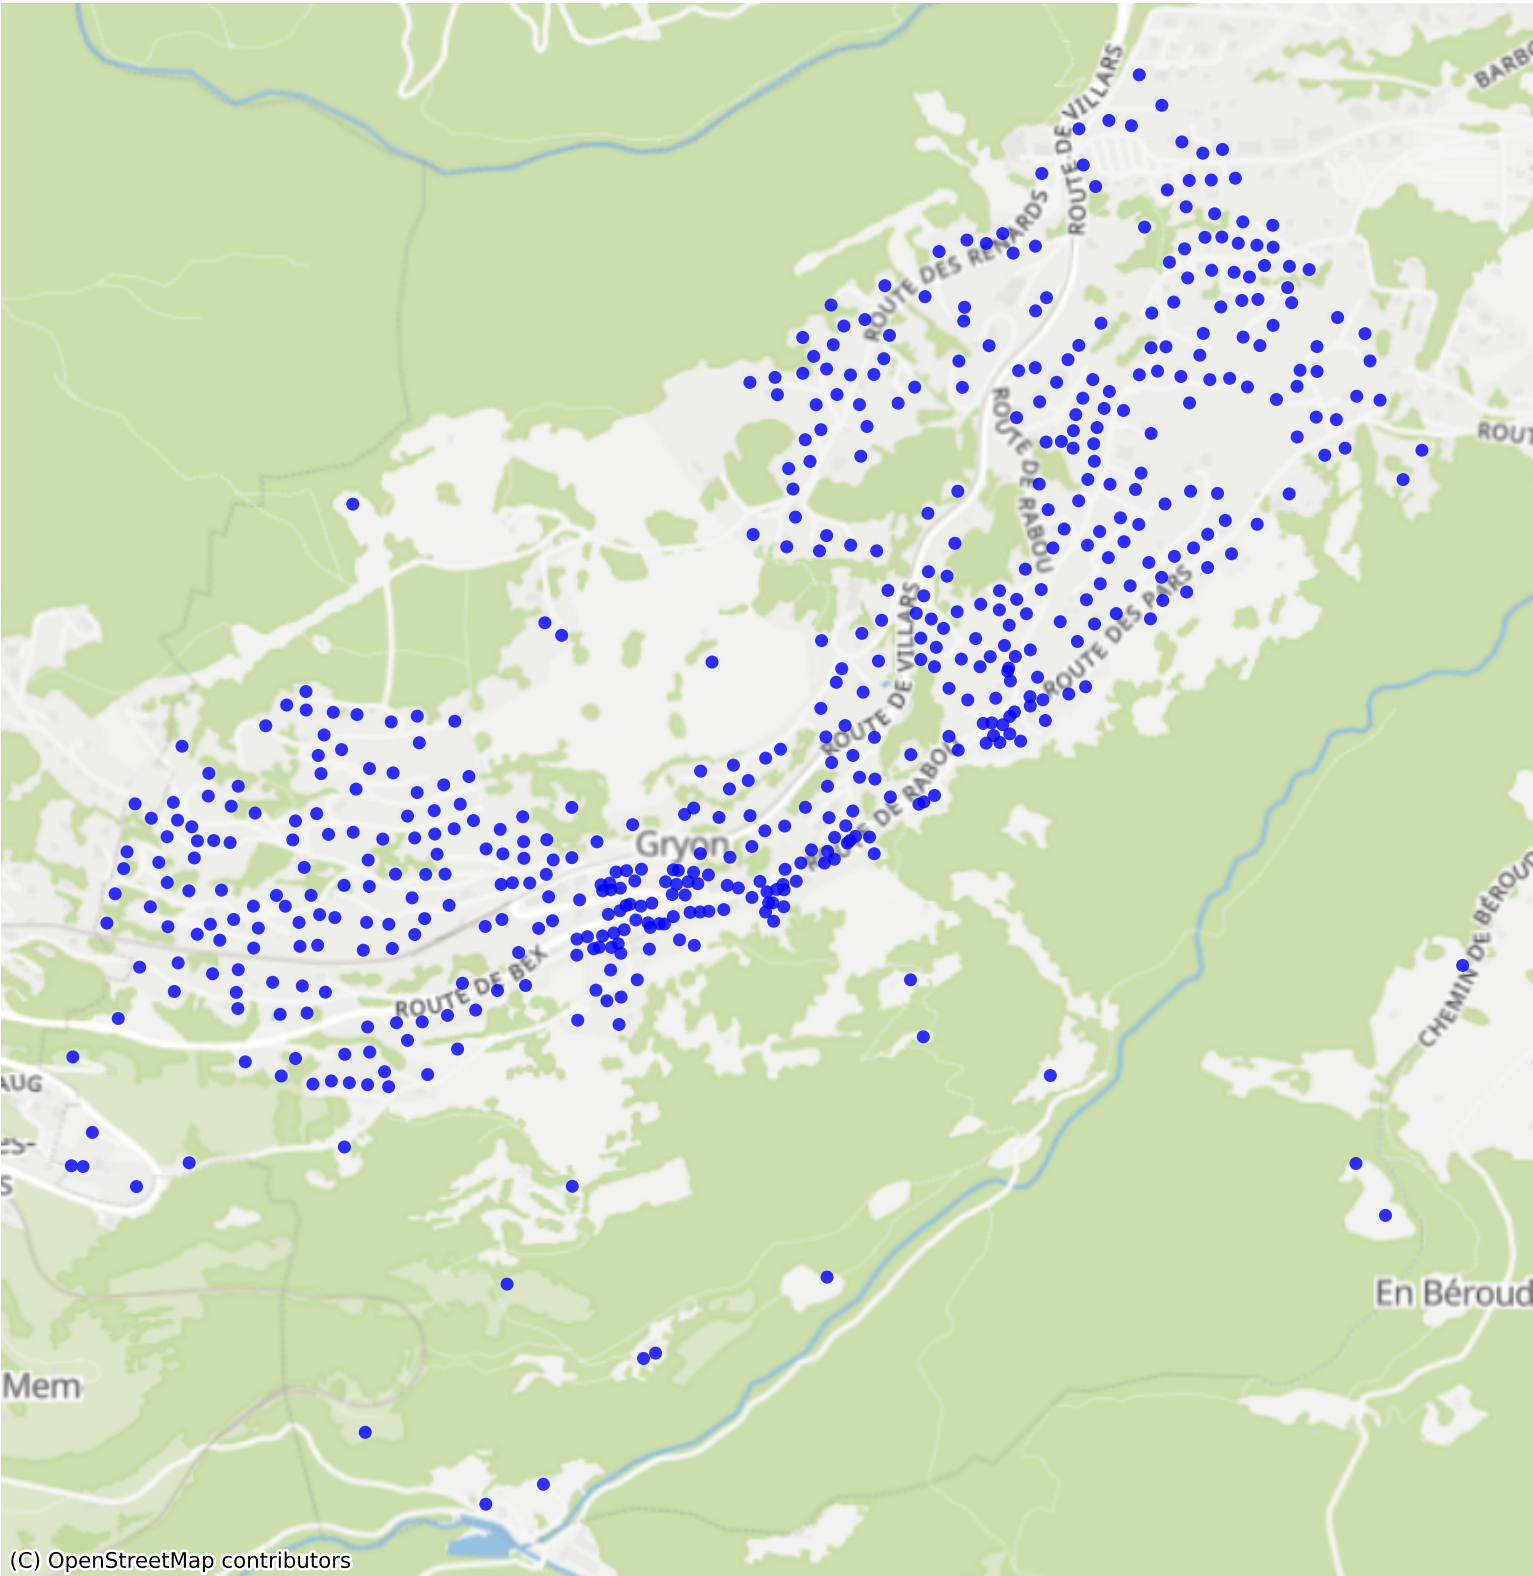 ROUTE DE VILLARS
BARBO
ROUTE DES RENARDS
ROUTE DE RABOU
ROUT
ROUTE DES PARS
ROUTE DE VILLARS
ROUTE DE RABOU
Gryon
CHEMIN DE BÉROUD
ROUTE DE BEX
AUG
es-
s
En Béroud
Mem
(C) OpenStreetMap contributors